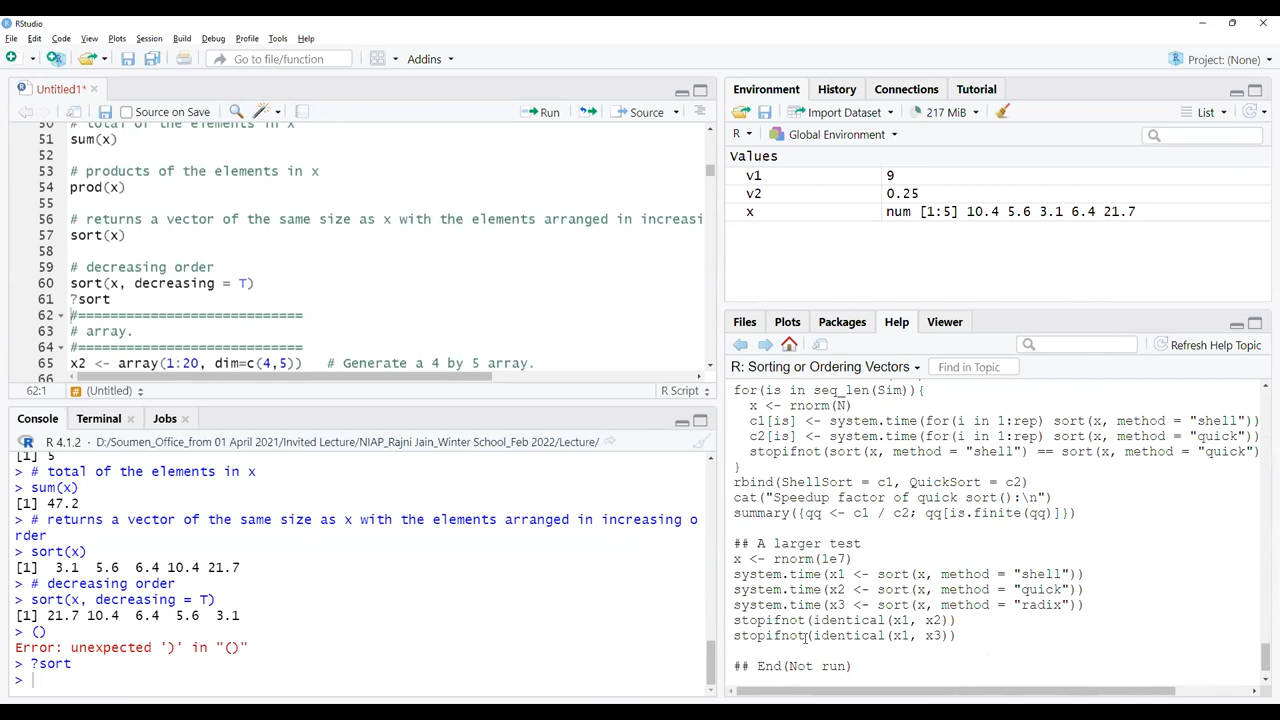 RStudio
File Edit Code View Plots Session Build Debug Profile Tools Help
Go to file/function Addins Project: (None)
Untitled1*
Source on Save Run Source
50 # total of the elements in x
51 sum(x)
52
53 # products of the elements in x
54 prod(x)
55
56 # returns a vector of the same size as x with the elements arranged in increasi
57 sort(x)
58
59 # decreasing order
60 sort(x, decreasing = T)
61 ?sort
62 #============================
63 # array.
64 #============================
65 x2 <- array(1:20, dim=c(4,5)) # Generate a 4 by 5 array.
66
62:1 (Untitled) R Script
Console Terminal Jobs
R 4.1.2 · D:/Soumen_Office_from 01 April 2021/Invited Lecture/NIAP_Rajni Jain_Winter School_Feb 2022/Lecture/
[1] 5
> # total of the elements in x
> sum(x)
[1] 47.2
> # returns a vector of the same size as x with the elements arranged in increasing o
rder
> sort(x)
[1] 3.1 5.6 6.4 10.4 21.7
> # decreasing order
> sort(x, decreasing = T)
[1] 21.7 10.4 6.4 5.6 3.1
> ()
Error: unexpected ')' in "()"
> ?sort
>
Environment History Connections Tutorial
Import Dataset 217 MiB List
R Global Environment
Values
v1 9
v2 0.25
x num [1:5] 10.4 5.6 3.1 6.4 21.7
Files Plots Packages Help Viewer
Refresh Help Topic
R: Sorting or Ordering Vectors Find in Topic
for(is in seq_len(Sim)){
x <- rnorm(N)
c1[is] <- system.time(for(i in 1:rep) sort(x, method = "shell"))
c2[is] <- system.time(for(i in 1:rep) sort(x, method = "quick"))
stopifnot(sort(x, method = "shell") == sort(x, method = "quick")
}
rbind(ShellSort = c1, QuickSort = c2)
cat("Speedup factor of quick sort():\n")
summary({qq <- c1 / c2; qq[is.finite(qq)]})
## A larger test
x <- rnorm(1e7)
system.time(x1 <- sort(x, method = "shell"))
system.time(x2 <- sort(x, method = "quick"))
system.time(x3 <- sort(x, method = "radix"))
stopifnot(identical(x1, x2))
stopifnot(identical(x1, x3))
## End(Not run)